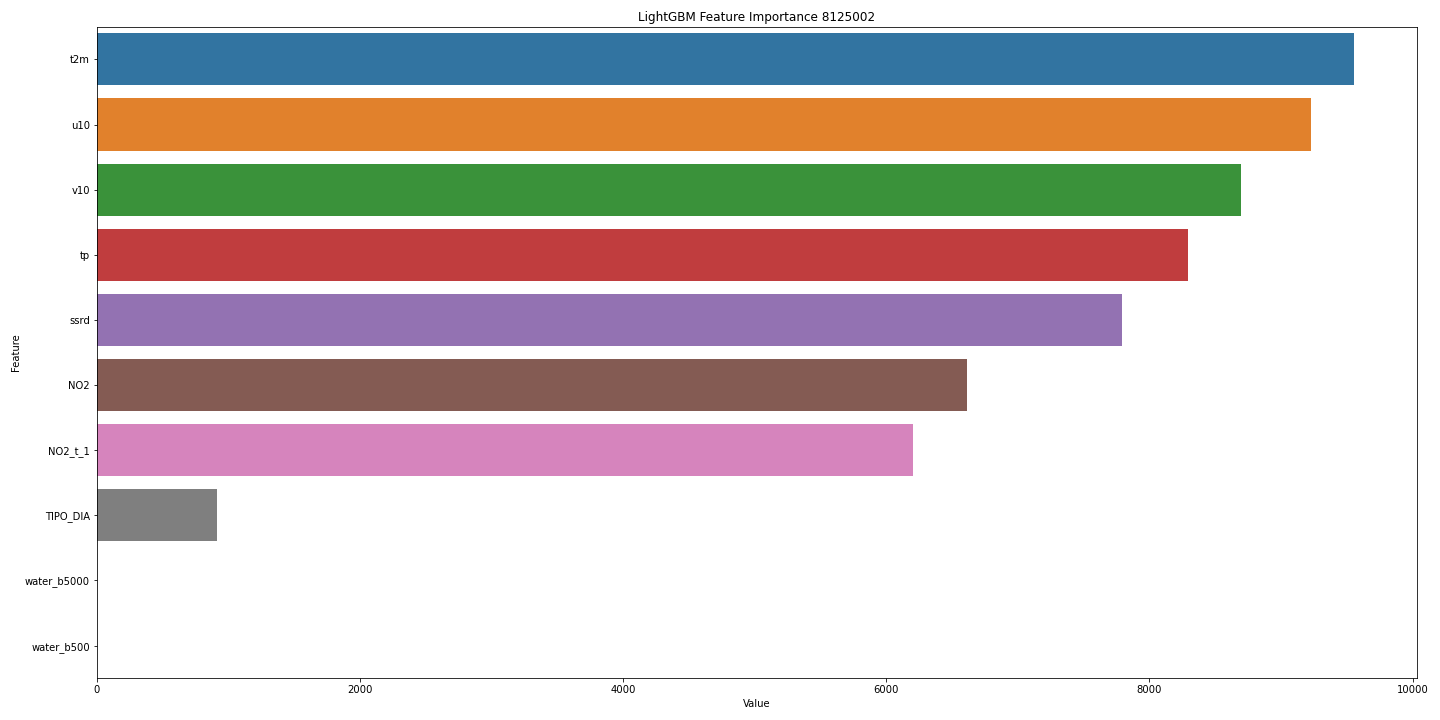 LightGBM Feature Importance 8125002
t2m
u10
v10
tp
ssrd
NO2
NO2_t_1
TIPO_DIA
water_b5000
water_b500
Feature
0 2000 4000 6000 8000 10000
Value